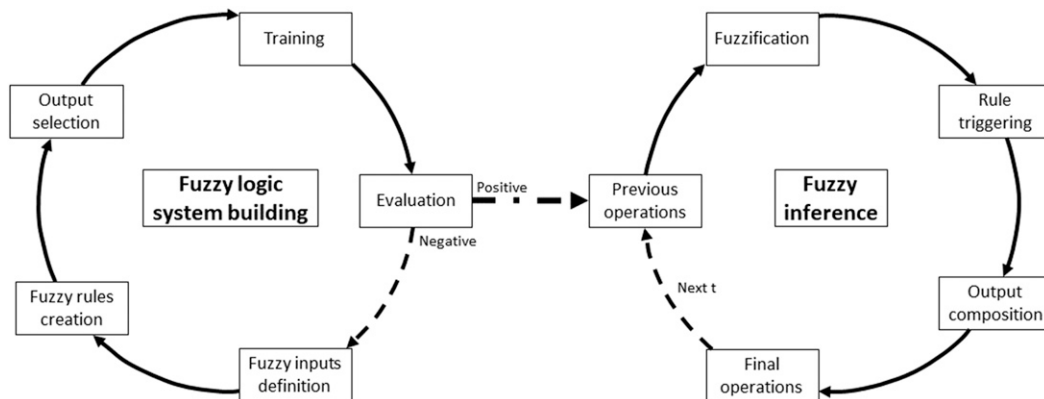 Training
Output
selection
Fuzzy logic
system building
Evaluation
Positive
Negative
Fuzzy rules
creation
Fuzzy inputs
definition
Fuzzification
Rule
triggering
Previous
operations
Fuzzy
inference
Next t
Output
composition
Final
operations